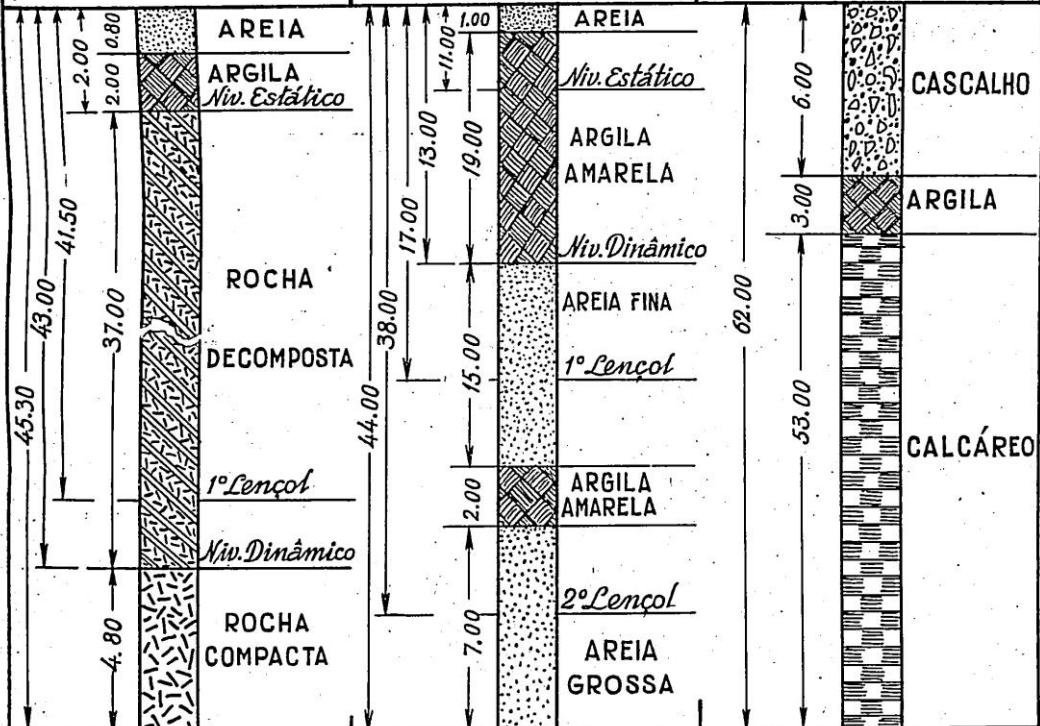 45.30
43.00
41.50
2.00
0.80
2.00
37.00
4.80
AREIA
ARGILA
Niv. Estático
ROCHA
DECOMPOSTA
1º Lençol
Niv. Dinâmico
ROCHA
COMPACTA
44.00
38.00
17.00
13.00
11.00
1.00
19.00
15.00
2.00
7.00
AREIA
Niv. Estático
ARGILA
AMARELA
Niv. Dinâmico
AREIA FINA
1º Lençol
ARGILA
AMARELA
2º Lençol
AREIA
GROSSA
62.00
6.00
3.00
53.00
CASCALHO
ARGILA
CALCÁREO